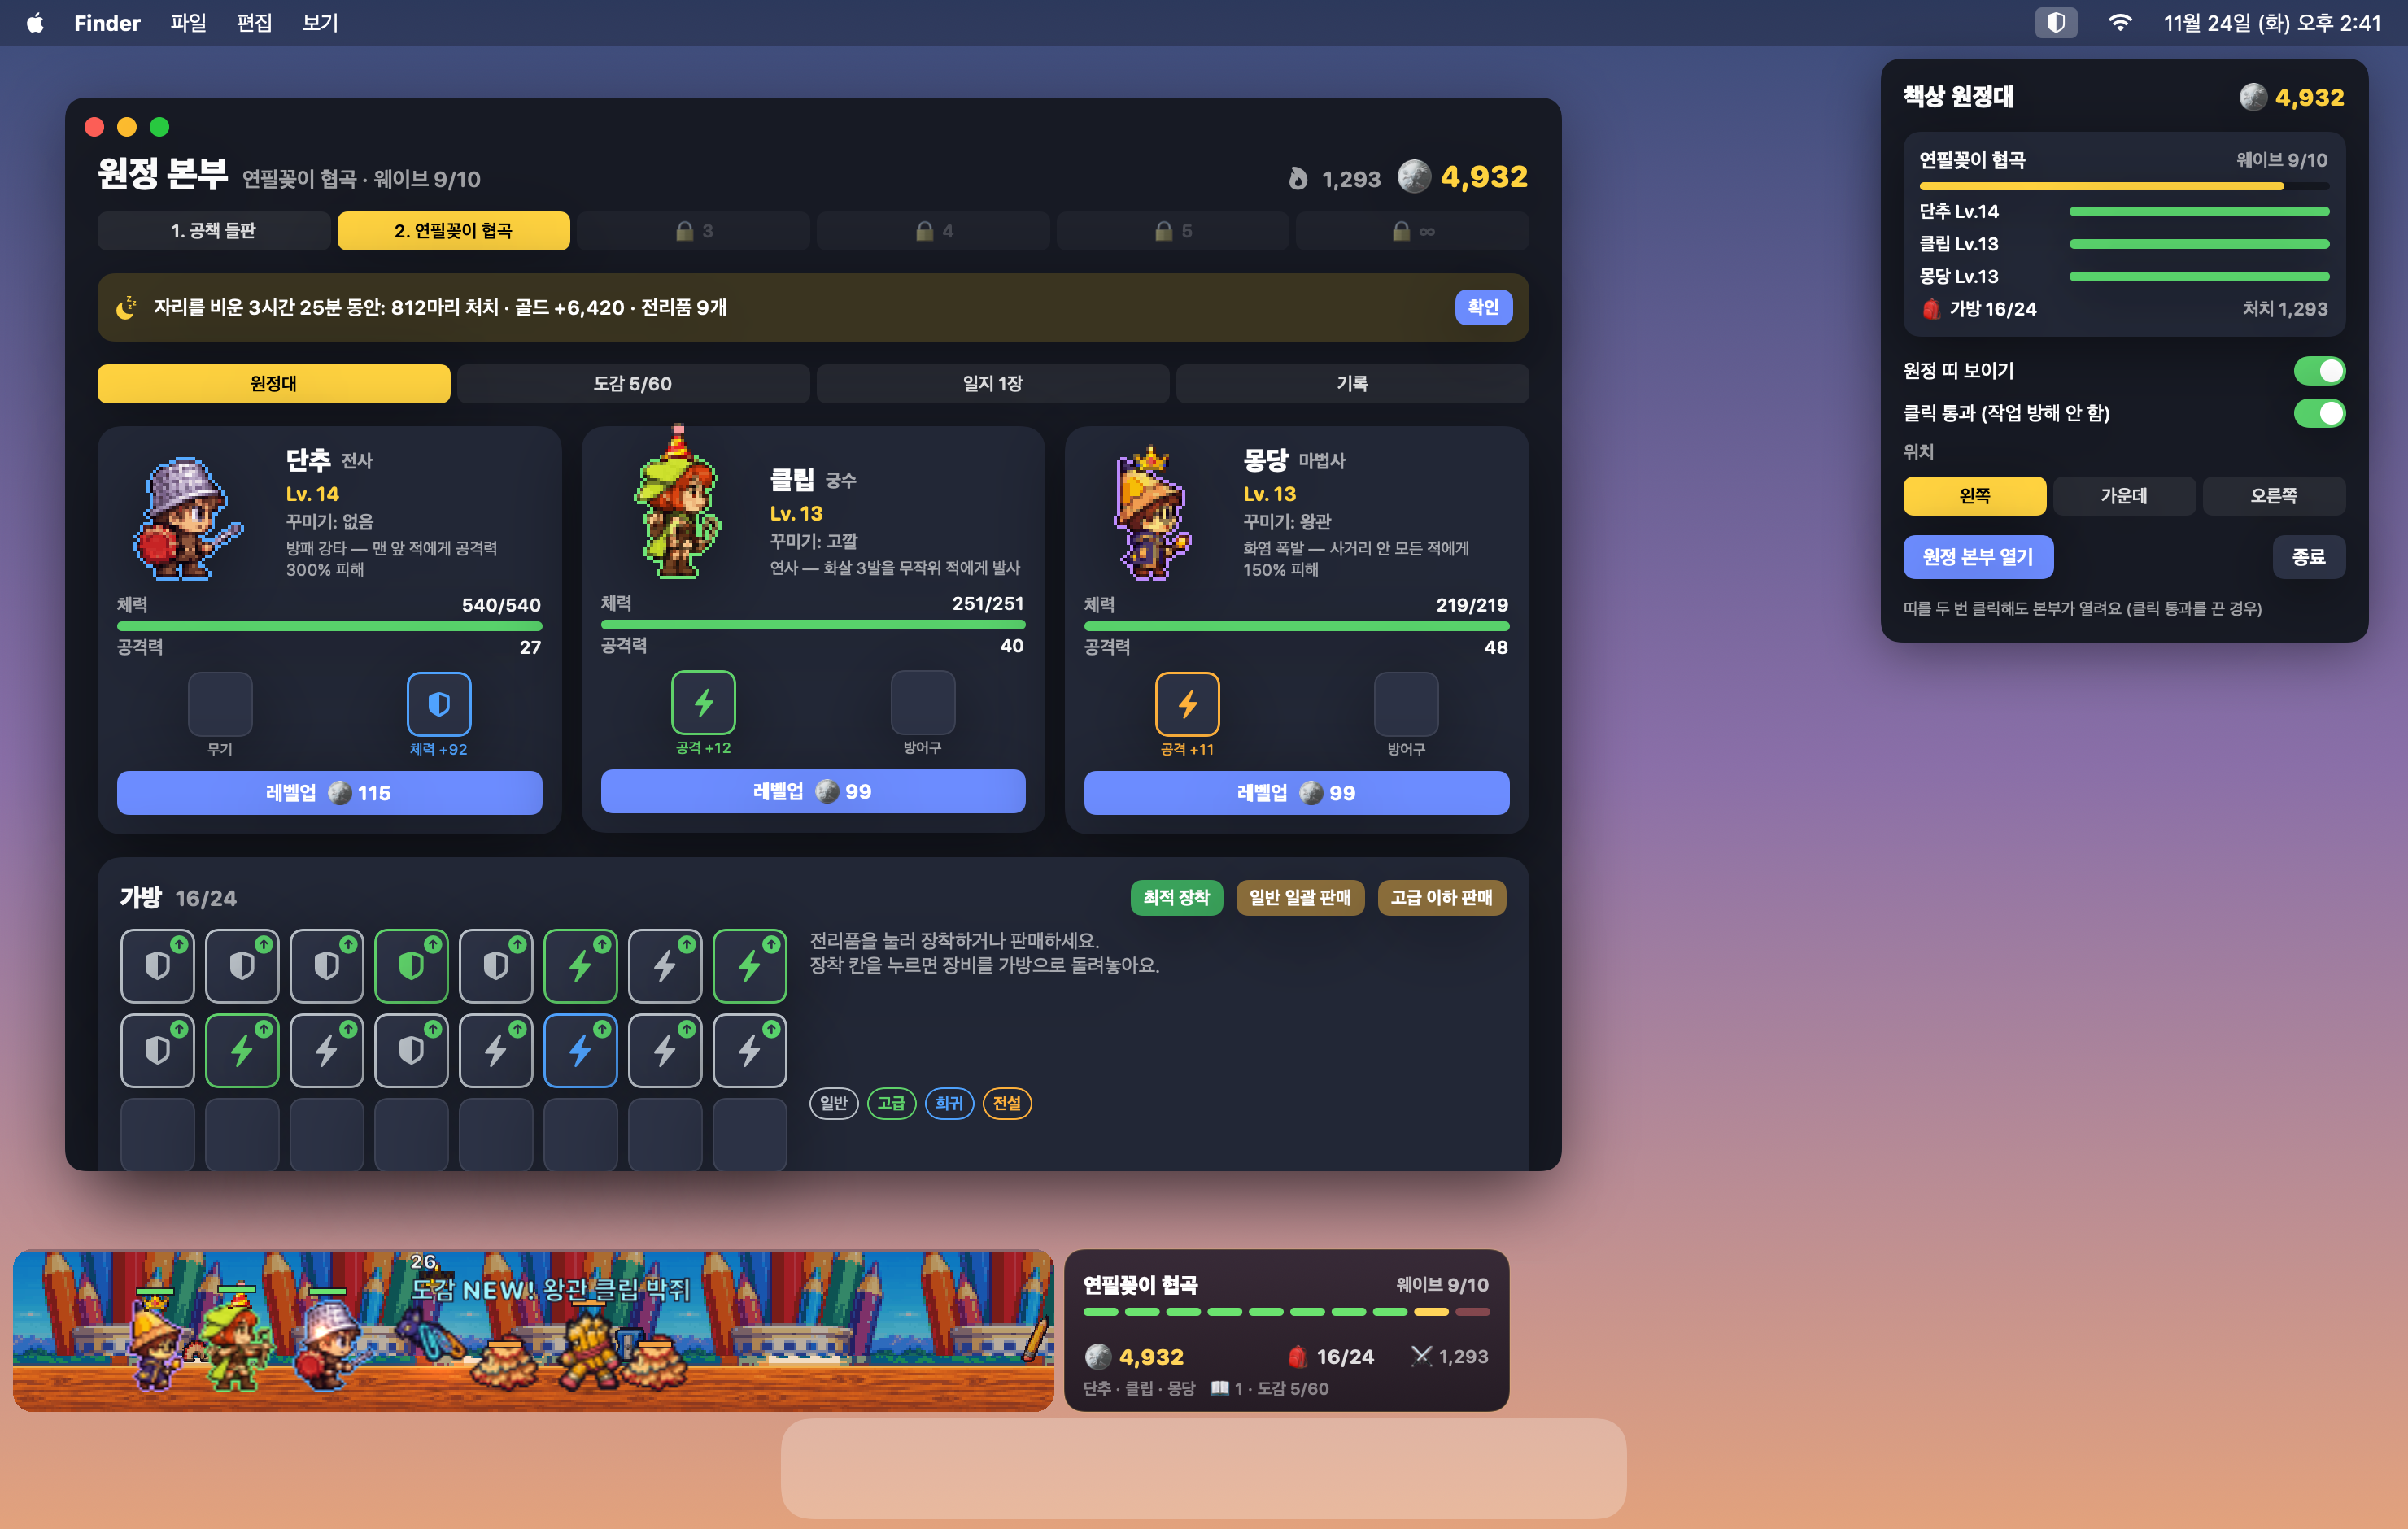 Finder 파일 편집 보기
11월 24일 (화) 오후 2:41
원정 본부 연필꽂이 협곡 · 웨이브 9/10
1,293 4,932
1. 공책 들판
2. 연필꽂이 협곡
3
4
5
∞
자리를 비운 3시간 25분 동안: 812마리 처치 · 골드 +6,420 · 전리품 9개
확인
원정대
도감 5/60
일지 1장
기록
단추 전사
Lv. 14
꾸미기: 없음
방패 강타 — 맨 앞 적에게 공격력
300% 피해
체력 540/540
공격력 27
무기
체력 +92
레벨업 115
클립 궁수
Lv. 13
꾸미기: 고깔
연사 — 화살 3발을 무작위 적에게 발사
체력 251/251
공격력 40
공격 +12
방어구
레벨업 99
몽당 마법사
Lv. 13
꾸미기: 왕관
화염 폭발 — 사거리 안 모든 적에게
150% 피해
체력 219/219
공격력 48
공격 +11
방어구
레벨업 99
가방 16/24
최적 장착
일반 일괄 판매
고급 이하 판매
전리품을 눌러 장착하거나 판매하세요.
장착 칸을 누르면 장비를 가방으로 돌려놓아요.
일반
고급
희귀
전설
책상 원정대 4,932
연필꽂이 협곡 웨이브 9/10
단추 Lv.14
클립 Lv.13
몽당 Lv.13
가방 16/24 처치 1,293
원정 띠 보이기
클릭 통과 (작업 방해 안 함)
위치
왼쪽
가운데
오른쪽
원정 본부 열기
종료
띠를 두 번 클릭해도 본부가 열려요 (클릭 통과를 끈 경우)
26
도감 NEW! 왕관 클립 박쥐
연필꽂이 협곡 웨이브 9/10
4,932 16/24 1,293
단추 · 클립 · 몽당 1 · 도감 5/60